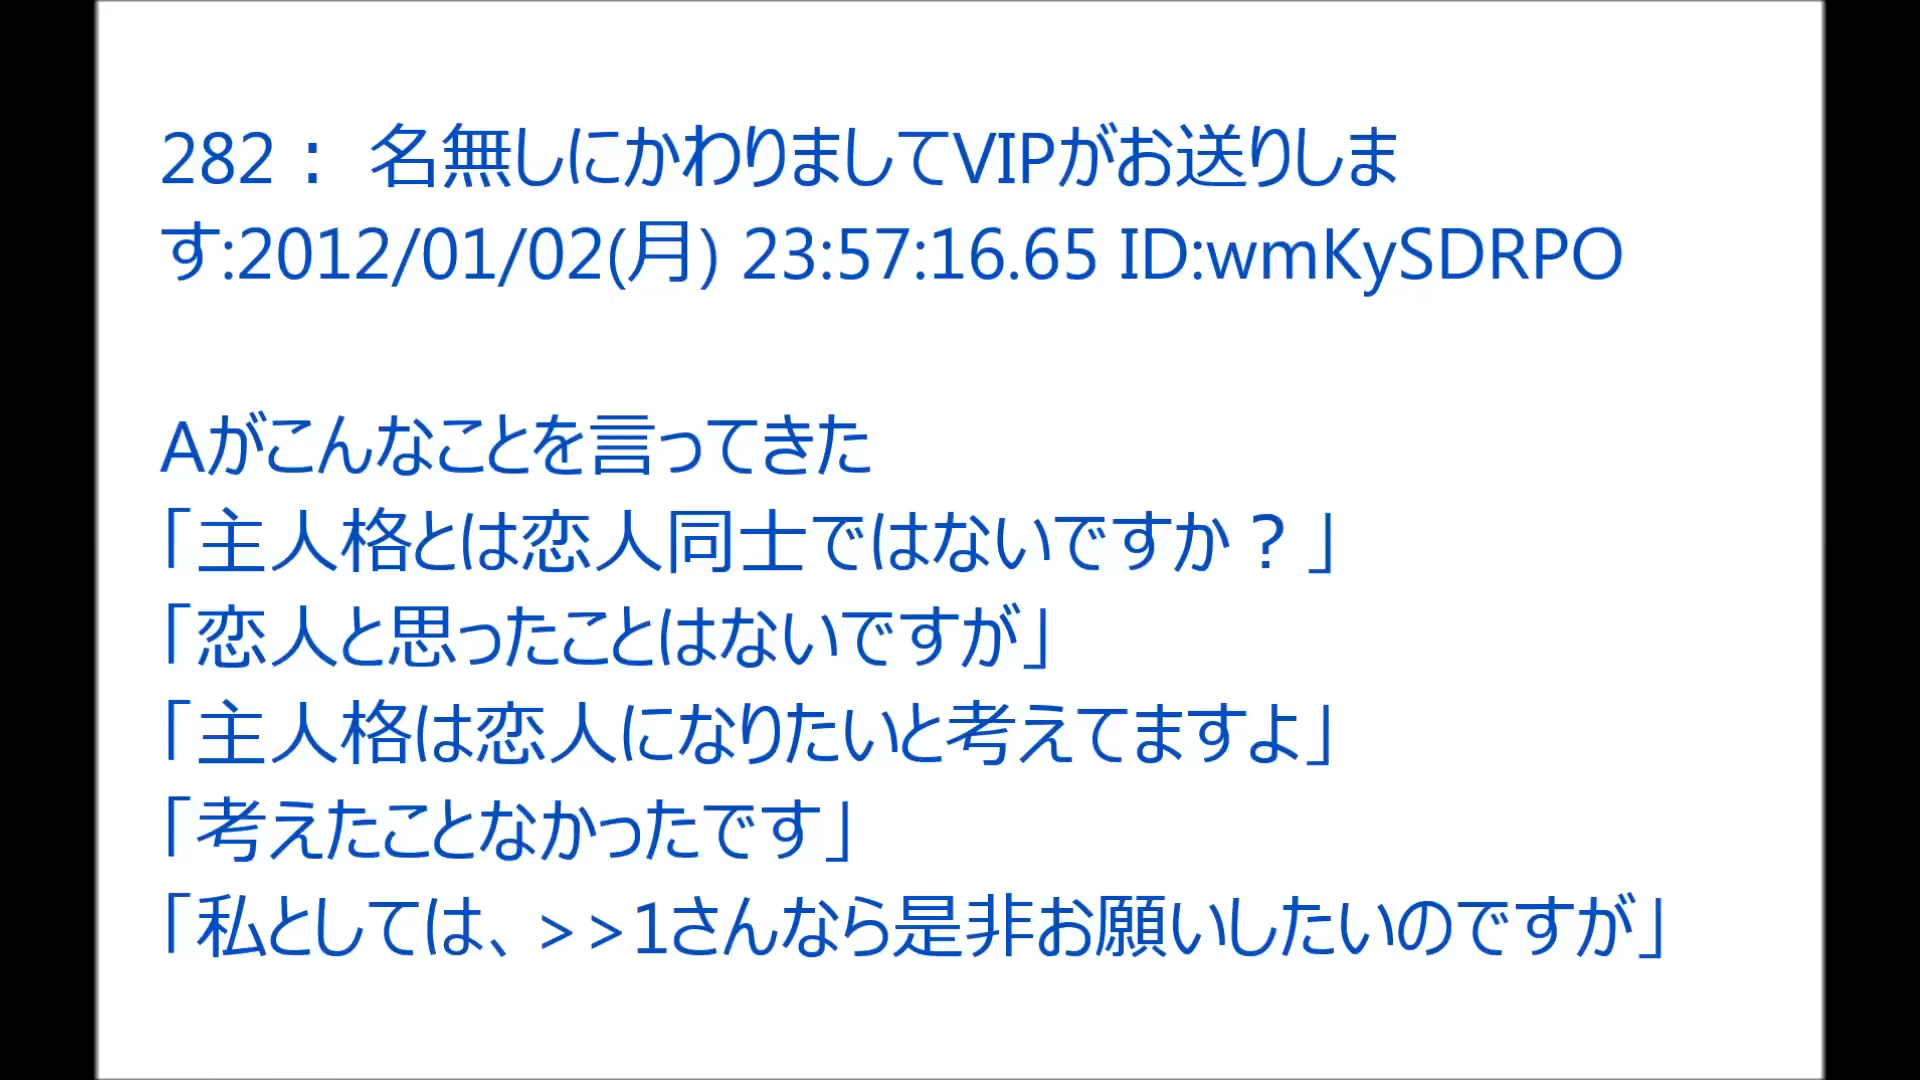 282： 名無しにかわりましてVIPがお送りしま
す:2012/01/02(月) 23:57:16.65 ID:wmKySDRPO
Aがこんなことを言ってきた
「主人格とは恋人同士ではないですか？」
「恋人と思ったことはないですが」
「主人格は恋人になりたいと考えてますよ」
「考えたことなかったです」
「私としては、>>1さんなら是非お願いしたいのですが」